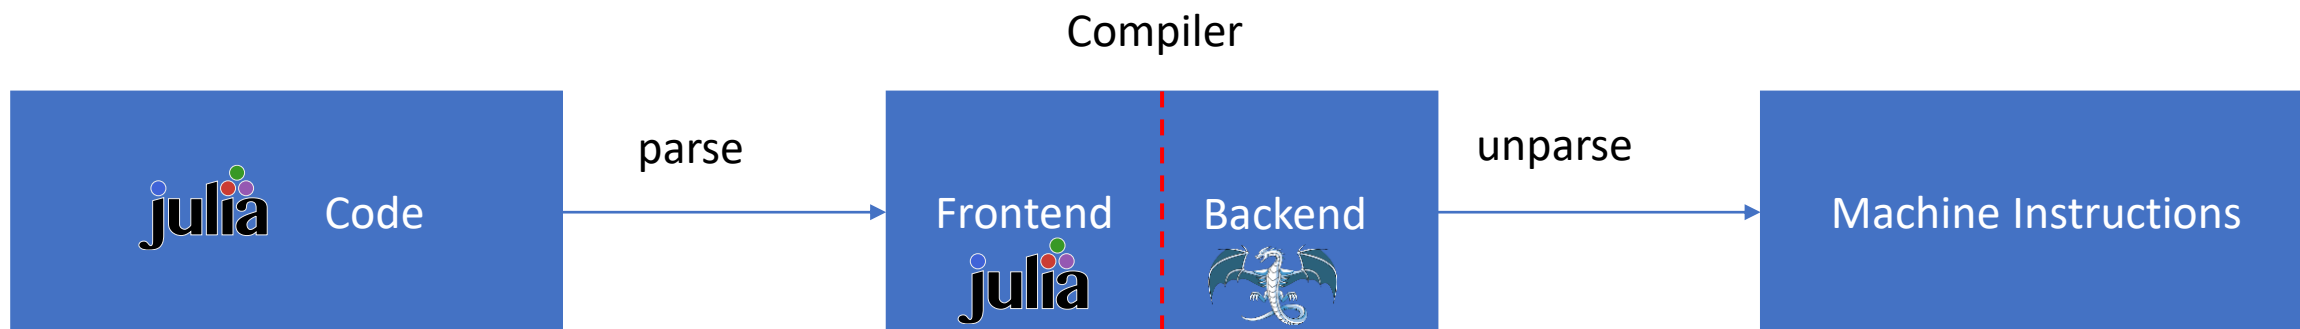 Compiler
julia Code
parse
Frontend
julia
Backend
unparse
Machine Instructions